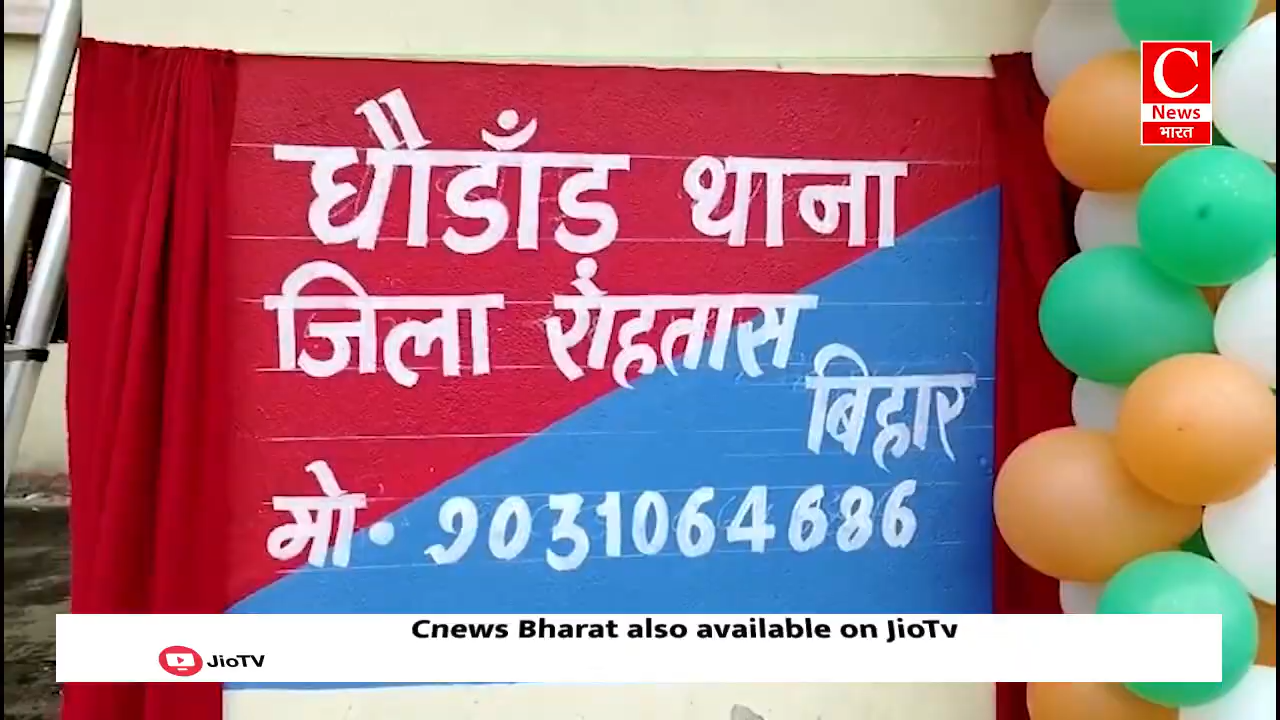 घौडाँड़ थाना
जिला रोहतास
बिहार
मो॰ 9031064686
C
News
भारत
Cnews Bharat also available on JioTv
JioTV